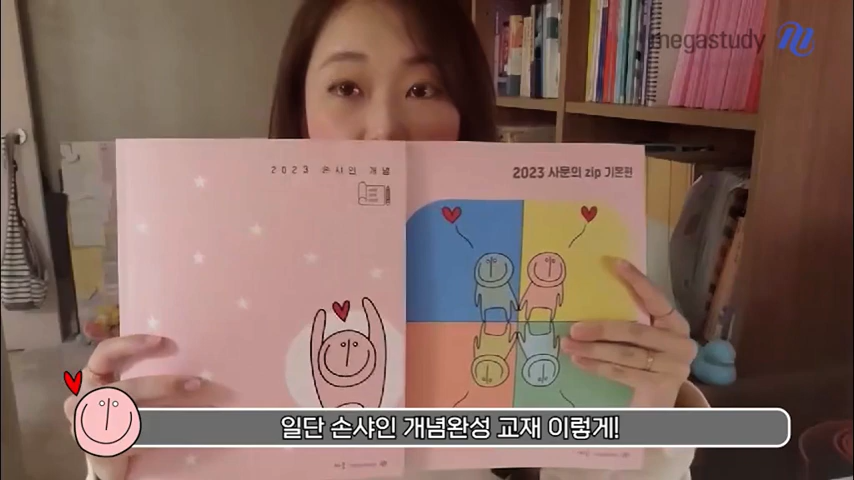 megastudy
2023 손샤인 개념
2023 사문의 zip 기본편
일단 손샤인 개념완성 교재 이렇게!